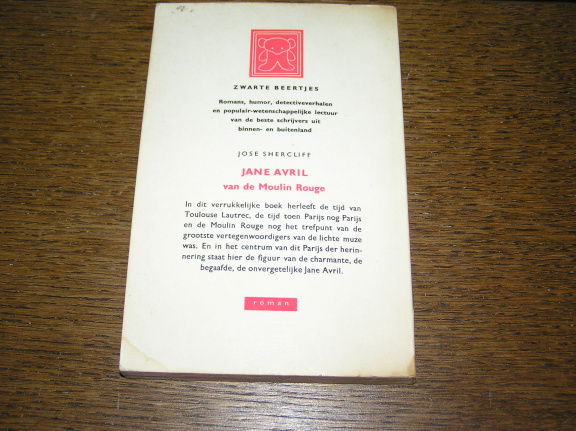 ZWARTE BEERTJES
Romans, humor, detectiveverhalen
en populair-wetenschappelijke lectuur
van de beste schrijvers uit
binnen- en buitenland
JOSE SHERCLIFF
JANE AVRIL
van de Moulin Rouge
In dit verrukkelijke boek herleeft de tijd van
Toulouse Lautrec, de tijd toen Parijs nog Parijs
en de Moulin Rouge nog het trefpunt van de
grootste vertegenwoordigers van de lichte muze
was. En in het centrum van dit Parijs der herin-
nering staat hier de figuur van de charmante, de
begaafde, de onvergetelijke Jane Avril.
roman